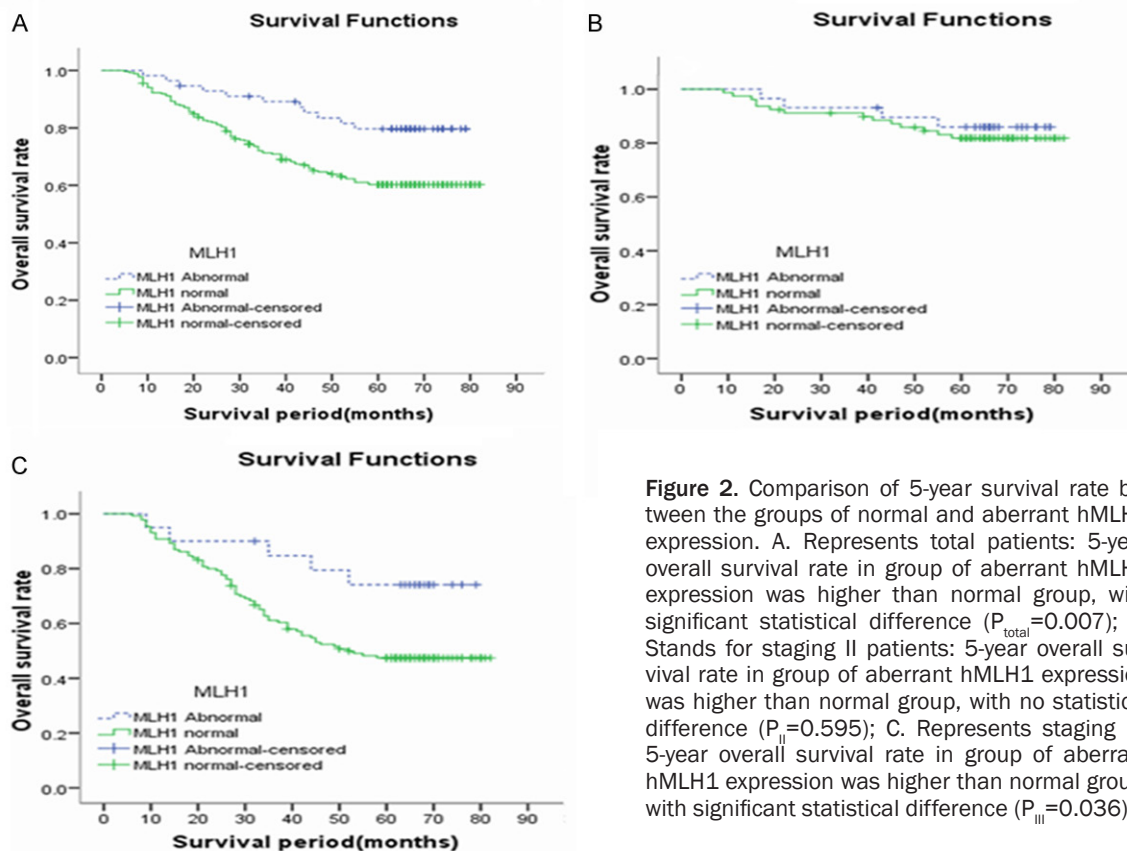 A
Survival Functions
Overall survival rate
1.0
0.8
0.6
0.4
0.2
0.0
MLH1
MLH1 Abnormal
MLH1 normal
MLH1 Abnormal-censored
MLH1 normal-censored
0 10 20 30 40 50 60 70 80 90
Survival period(months)
B
Survival Functions
Overall survival rate
1.0
0.8
0.6
0.4
0.2
0.0
MLH1
MLH1 Abnormal
MLH1 normal
MLH1 Abnormal-censored
MLH1 normal-censored
0 10 20 30 40 50 60 70 80 90
Survival period(months)
C
Survival Functions
Overall survival rate
1.0
0.8
0.6
0.4
0.2
0.0
MLH1
MLH1 Abnormal
MLH1 normal
MLH1 Abnormal-censored
MLH1 normal-censored
0 10 20 30 40 50 60 70 80
Survival period(months)
Figure 2. Comparison of 5-year survival rate b
tween the groups of normal and aberrant hMLH
expression. A. Represents total patients: 5-ye
overall survival rate in group of aberrant hMLH
expression was higher than normal group, wi
significant statistical difference (Ptotal=0.007);
Stands for staging II patients: 5-year overall su
vival rate in group of aberrant hMLH1 expressio
was higher than normal group, with no statistic
difference (PII=0.595); C. Represents staging
5-year overall survival rate in group of aberra
hMLH1 expression was higher than normal grou
with significant statistical difference (PIII=0.036)